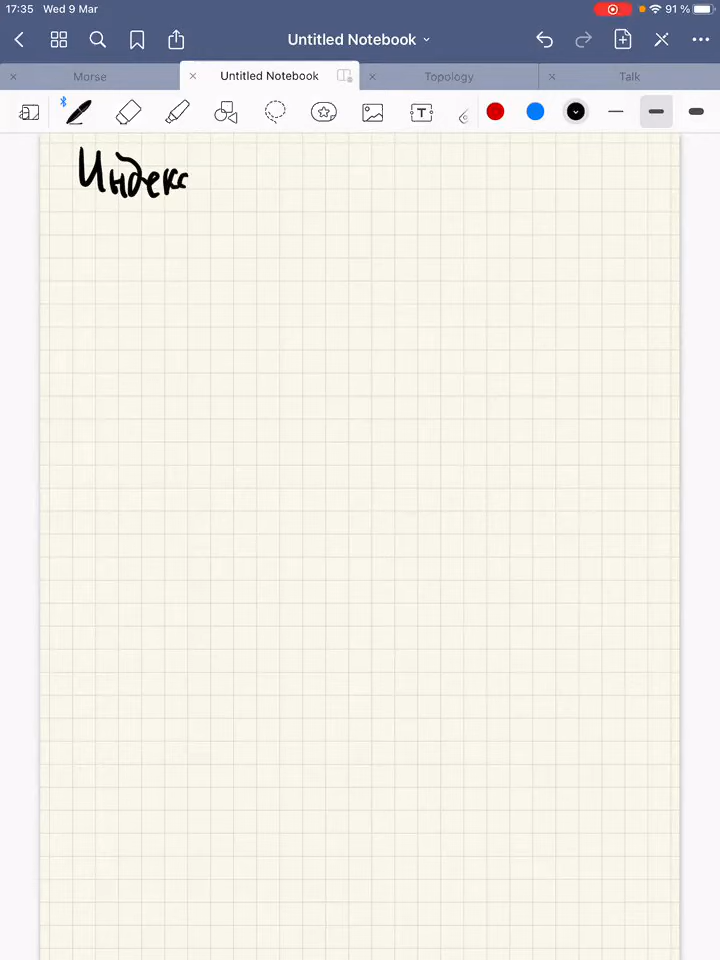 17:35 Wed 9 Mar 91 %
Untitled Notebook
Morse Untitled Notebook Topology Talk
T
Индекс